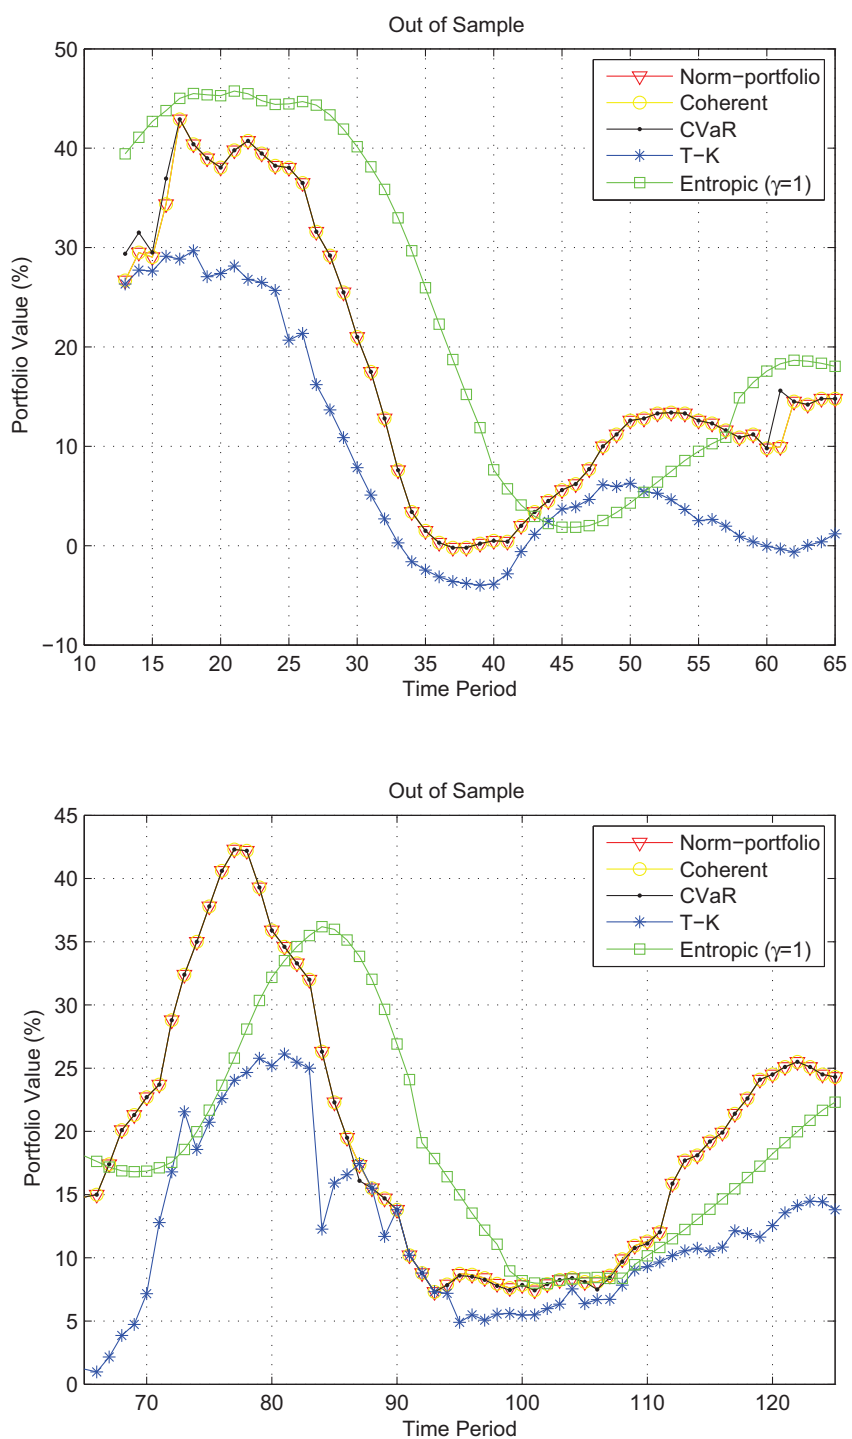 Out of Sample
50
40
30
20
10
0
−10
Portfolio Value (%)
Norm−portfolio
Coherent
CVaR
T−K
Entropic (γ=1)
10 15 20 25 30 35 40 45 50 55 60 65
Time Period
Out of Sample
45
40
35
30
25
20
15
10
5
0
Portfolio Value (%)
Norm−portfolio
Coherent
CVaR
T−K
Entropic (γ=1)
70 80 90 100 110 120
Time Period